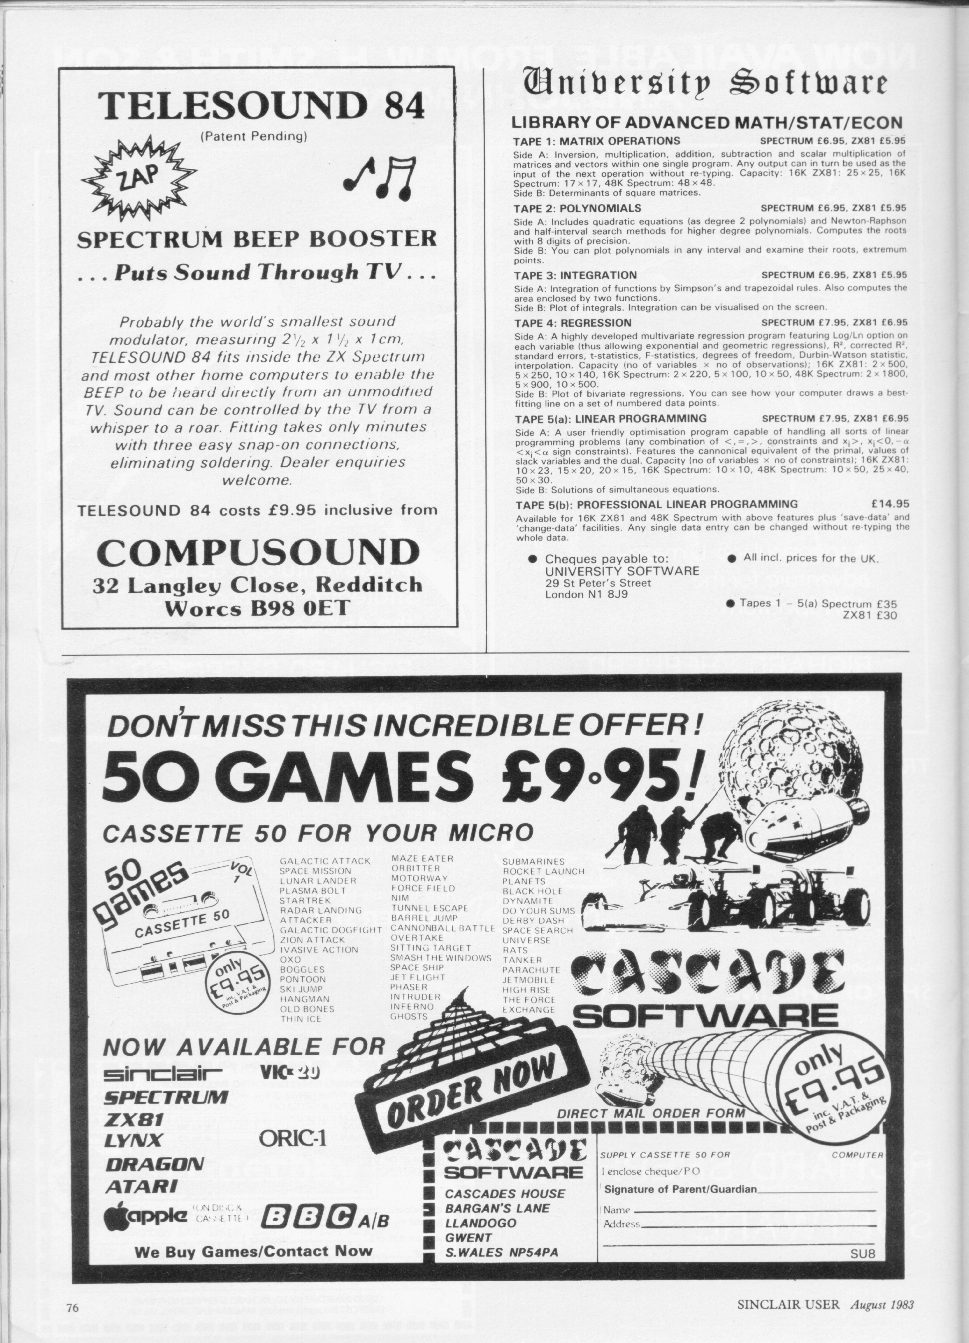 TELESOUND 84
(Patent Pending)
ZAP
SPECTRUM BEEP BOOSTER
. . . Puts Sound Through TV . . .
Probably the world's smallest sound
modulator, measuring 2½ x 1½ x 1cm,
TELESOUND 84 fits inside the ZX Spectrum
and most other home computers to enable the
BEEP to be heard directly from an unmodified
TV. Sound can be controlled by the TV from a
whisper to a roar. Fitting takes only minutes
with three easy snap-on connections,
eliminating soldering. Dealer enquiries
welcome.
TELESOUND 84 costs £9.95 inclusive from
COMPUSOUND
32 Langley Close, Redditch
Worcs B98 0ET
University Software
LIBRARY OF ADVANCED MATH/STAT/ECON
TAPE 1: MATRIX OPERATIONS SPECTRUM £6.95, ZX81 £5.95
Side A: Inversion, multiplication, addition, subtraction and scalar multiplication of
matrices and vectors within one single program. Any output can in turn be used as the
input of the next operation without re-typing. Capacity: 16K ZX81: 25×25, 16K
Spectrum: 17×17, 48K Spectrum: 48×48.
Side B: Determinants of square matrices.
TAPE 2: POLYNOMIALS SPECTRUM £6.95, ZX81 £5.95
Side A: Includes quadratic equations (as degree 2 polynomials) and Newton-Raphson
and half-interval search methods for higher degree polynomials. Computes the roots
with 8 digits of precision.
Side B: You can plot polynomials in any interval and examine their roots, extremum
points.
TAPE 3: INTEGRATION SPECTRUM £6.95, ZX81 £5.95
Side A: Integration of functions by Simpson's and trapezoidal rules. Also computes the
area enclosed by two functions.
Side B: Plot of integrals. Integration can be visualised on the screen.
TAPE 4: REGRESSION SPECTRUM £7.95, ZX81 £6.95
Side A: A highly developed multivariate regression program featuring Log/Ln option on
each variable (thus allowing exponential and geometric regressions), R², corrected R²,
standard errors, t-statistics, F-statistics, degrees of freedom, Durbin-Watson statistic,
interpolation. Capacity (no of variables × no of observations); 16K ZX81: 2×500,
5×250, 10×140, 16K Spectrum: 2×220, 5×100, 10×50, 48K Spectrum: 2×1800,
5×900, 10×500.
Side B: Plot of bivariate regressions. You can see how your computer draws a best-
fitting line on a set of numbered data points.
TAPE 5(a): LINEAR PROGRAMMING SPECTRUM £7.95, ZX81 £6.95
Side A: A user friendly optimisation program capable of handling all sorts of linear
programming problems (any combination of <,=,>, constraints and xj>, xj<0, −α
<xj<α sign constraints). Features the cannonical equivalent of the primal, values of
slack variables and the dual. Capacity (no of variables × no of constraints); 16K ZX81:
10×23, 15×20, 20×15, 16K Spectrum: 10×10, 48K Spectrum: 10×50, 25×40,
50×30.
Side B: Solutions of simultaneous equations.
TAPE 5(b): PROFESSIONAL LINEAR PROGRAMMING £14.95
Available for 16K ZX81 and 48K Spectrum with above features plus 'save-data' and
'change-data' facilities. Any single data entry can be changed without re-typing the
whole data.
● Cheques payable to:
UNIVERSITY SOFTWARE
29 St Peter's Street
London N1 8J9
● All incl. prices for the UK.
● Tapes 1 – 5(a) Spectrum £35
ZX81 £30
DON'T MISS THIS INCREDIBLE OFFER!
50 GAMES £9.95!
CASSETTE 50 FOR YOUR MICRO
50 games
VOL 1
CASSETTE 50
only
£9.95
inc. V.A.T. &
Post & Packaging
GALACTIC ATTACK
SPACE MISSION
LUNAR LANDER
PLASMA BOLT
STARTREK
RADAR LANDING
ATTACKER
GALACTIC DOGFIGHT
ZION ATTACK
IVASIVE ACTION
OXO
BOGGLES
PONTOON
SKI JUMP
HANGMAN
OLD BONES
THIN ICE
MAZE EATER
ORBITTER
MOTORWAY
FORCE FIELD
NIM
TUNNEL ESCAPE
BARREL JUMP
CANNONBALL BATTLE
OVERTAKE
SITTING TARGET
SMASH THE WINDOWS
SPACE SHIP
JET FLIGHT
PHASER
INTRUDER
INFERNO
GHOSTS
SUBMARINES
ROCKET LAUNCH
PLANETS
BLACK HOLE
DYNAMITE
DO YOUR SUMS
DERBY DASH
SPACE SEARCH
UNIVERSE
RATS
TANKER
PARACHUTE
JETMOBILE
HIGH RISE
THE FORCE
EXCHANGE
CASCADE
SOFTWARE
NOW AVAILABLE FOR
sinclair
SPECTRUM
ZX81
LYNX
DRAGON
ATARI
apple (ON DISC &
CASSETTE)
VIC 20
ORIC-1
BBC A/B
We Buy Games/Contact Now
ORDER NOW
only
£9.95
inc. V.A.T. &
Post & Packaging
DIRECT MAIL ORDER FORM
CASCADE
SOFTWARE
CASCADES HOUSE
BARGAN'S LANE
LLANDOGO
GWENT
S.WALES NP54PA
SUPPLY CASSETTE 50 FOR COMPUTER
I enclose cheque/P O
Signature of Parent/Guardian
Name
Address
SU8
76
SINCLAIR USER August 1983